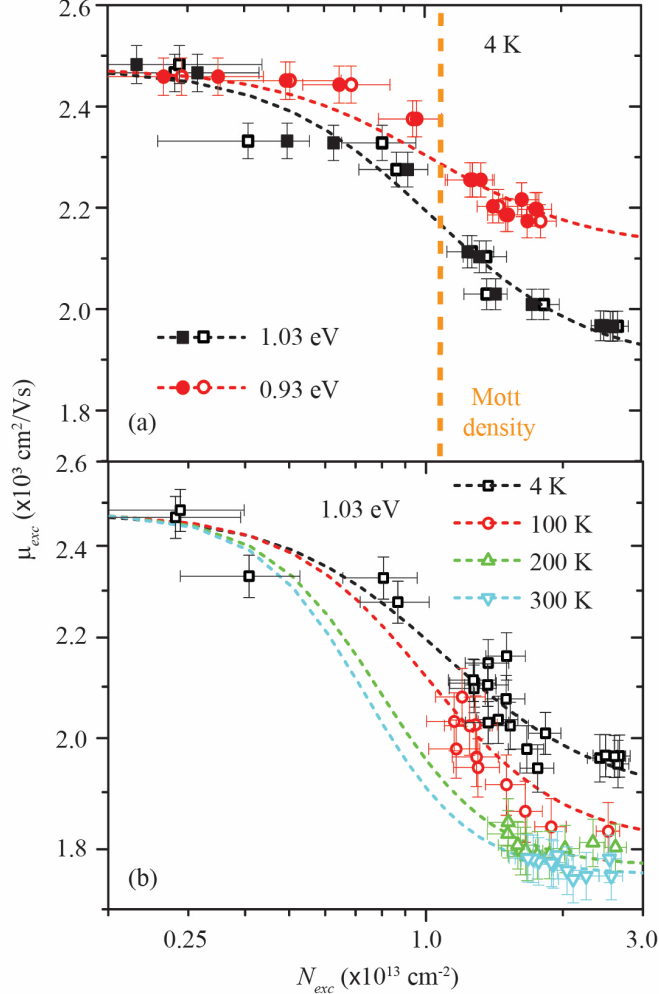 2.6
2.4
2.2
2.0
1.8
4 K
1.03 eV
0.93 eV
Mott
density
(a)
μexc (x10³ cm²/Vs)
2.6
2.4
2.2
2.0
1.8
1.03 eV
4 K
100 K
200 K
300 K
(b)
0.25
1.0
3.0
Nexc (x10¹³ cm⁻²)